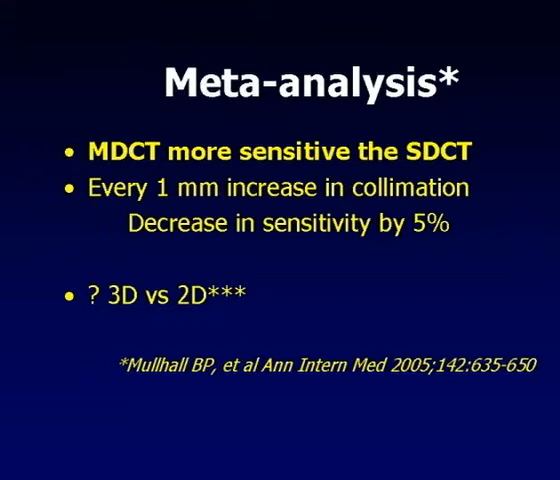 Meta-analysis*
• MDCT more sensitive the SDCT
• Every 1 mm increase in collimation
Decrease in sensitivity by 5%
• ? 3D vs 2D***
*Mullhall BP, et al Ann Intern Med 2005;142:635-650